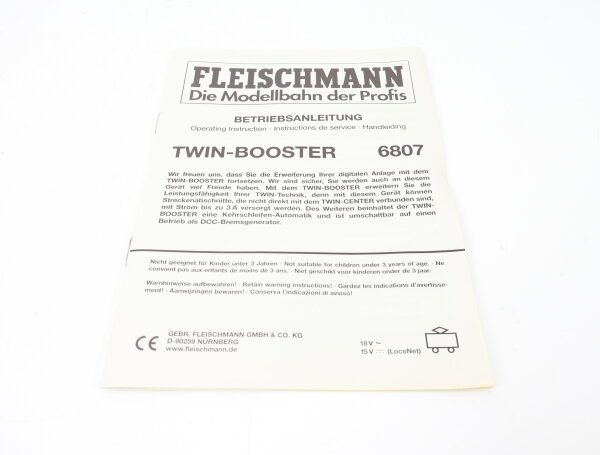 FLEISCHMANN
Die Modellbahn der Profis
BETRIEBSANLEITUNG
Operating Instruction · Instructions de service · Handleiding
TWIN-BOOSTER 6807
Wir freuen uns, dass Sie die Erweiterung Ihrer digitalen Anlage mit dem
TWIN-BOOSTER fortsetzen. Wir sind sicher, Sie werden auch an diesem
Gerät viel Freude haben. Mit dem TWIN-BOOSTER erweitern Sie die
Leistungsfähigkeit Ihrer TWIN-Technik, denn mit diesem Gerät können
Streckenabschnitte, die nicht direkt mit dem TWIN-CENTER verbunden sind,
mit Strom bis zu 3 A versorgt werden. Des Weiteren beinhaltet der TWIN-
BOOSTER eine Kehrschleifen-Automatik und ist umschaltbar auf einen
Betrieb als DCC-Bremsgenerator.
Nicht geeignet für Kinder unter 3 Jahren · Not suitable for children under 3 years of age. · Ne
convient pas aux enfants de moins de 3 ans. · Niet geschikt voor kinderen onder de 3 jaar.
Warnhinweise aufbewahren! · Retain warning instructions! · Gardez les indications d'avertisse-
ment! · Aanwijzingen bewaren! · Conserva l'indicazioni di avviso!
CE
GEBR. FLEISCHMANN GMBH & CO. KG
D-90259 NÜRNBERG
www.fleischmann.de
18 V ~
15 V ⎓ (LocoNet)